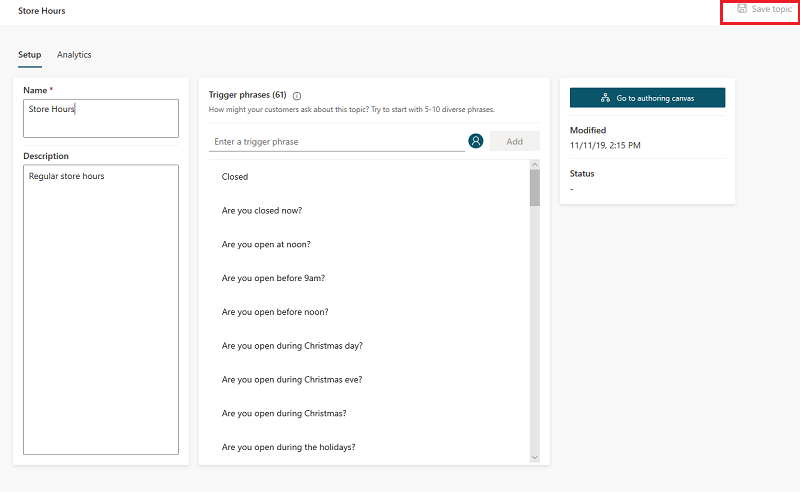 Store Hours
Save topic
Setup
Analytics
Name *
Store Hours
Description
Regular store hours
Trigger phrases (61)
How might your customers ask about this topic? Try to start with 5-10 diverse phrases.
Enter a trigger phrase
Add
Closed
Are you closed now?
Are you open at noon?
Are you open before 9am?
Are you open before noon?
Are you open during Christmas day?
Are you open during Christmas eve?
Are you open during Christmas?
Are you open during the holidays?
Go to authoring canvas
Modified
11/11/19, 2:15 PM
Status
-